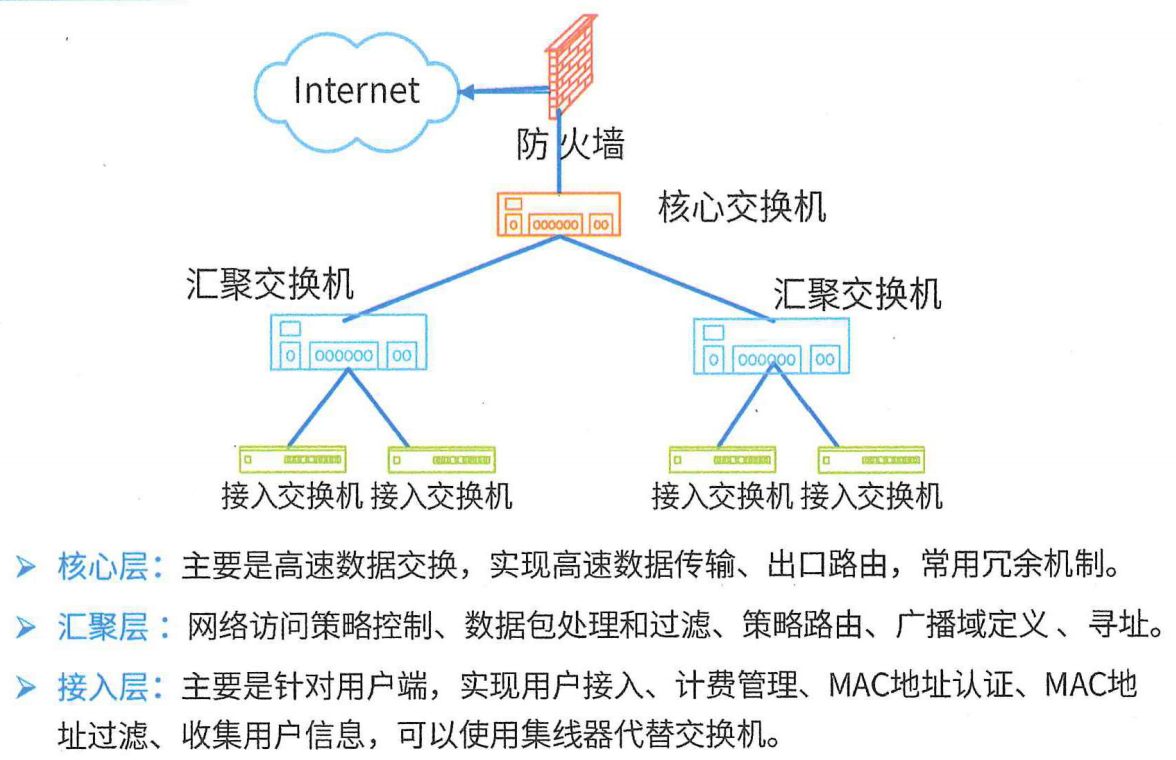 Internet
防火墙
核心交换机
汇聚交换机
汇聚交换机
接入交换机 接入交换机
接入交换机 接入交换机
➢ 核心层：主要是高速数据交换，实现高速数据传输、出口路由，常用冗余机制。
➢ 汇聚层：网络访问策略控制、数据包处理和过滤、策略路由、广播域定义、寻址。
➢ 接入层：主要是针对用户端，实现用户接入、计费管理、MAC地址认证、MAC地
址过滤、收集用户信息，可以使用集线器代替交换机。